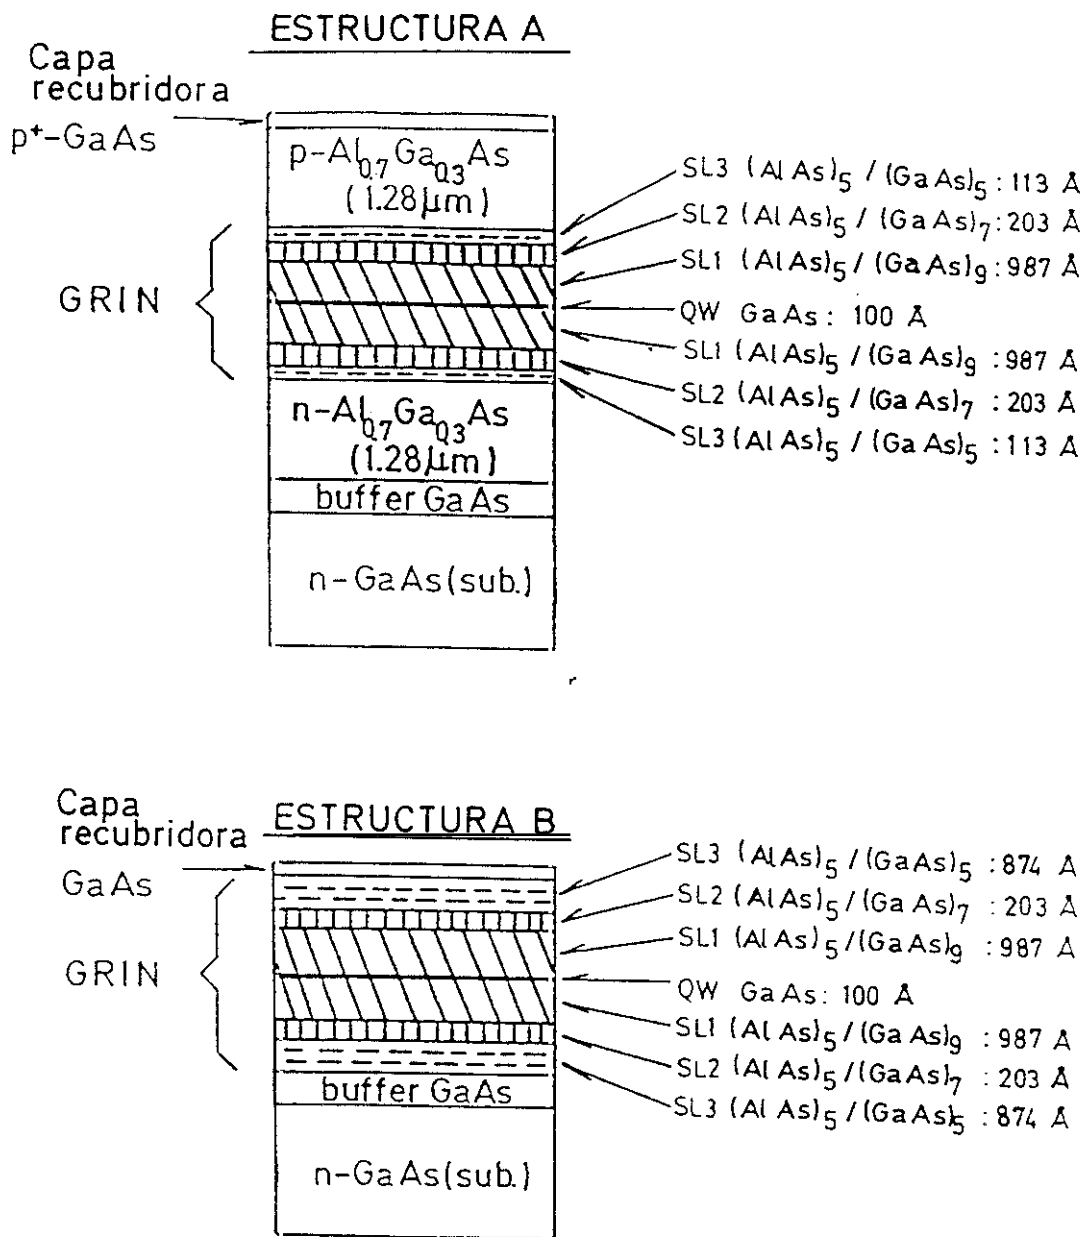 ESTRUCTURA A
Capa
recubridora
p⁺-GaAs
p-Al₀.₇Ga₀.₃As
(1.28µm)
GRIN
n-Al₀.₇Ga₀.₃As
(1.28µm)
buffer GaAs
n-GaAs(sub.)
SL3 (AlAs)₅ / (GaAs)₅ : 113 Å
SL2 (AlAs)₅ / (GaAs)₇ : 203 Å
SL1 (AlAs)₅ / (GaAs)₉ : 987 Å
QW GaAs: 100 Å
SL1 (AlAs)₅ / (GaAs)₉ : 987 Å
SL2 (AlAs)₅ / (GaAs)₇ : 203 Å
SL3 (AlAs)₅ / (GaAs)₅ : 113 Å
ESTRUCTURA B
Capa
recubridora
GaAs
GRIN
buffer GaAs
n-GaAs(sub.)
SL3 (AlAs)₅ / (GaAs)₅ : 874 Å
SL2 (AlAs)₅ / (GaAs)₇ : 203 Å
SL1 (AlAs)₅ / (GaAs)₉ : 987 Å
QW GaAs: 100 Å
SL1 (AlAs)₅ / (GaAs)₉ : 987 Å
SL2 (AlAs)₅ / (GaAs)₇ : 203 Å
SL3 (AlAs)₅ / (GaAs)₅ : 874 Å